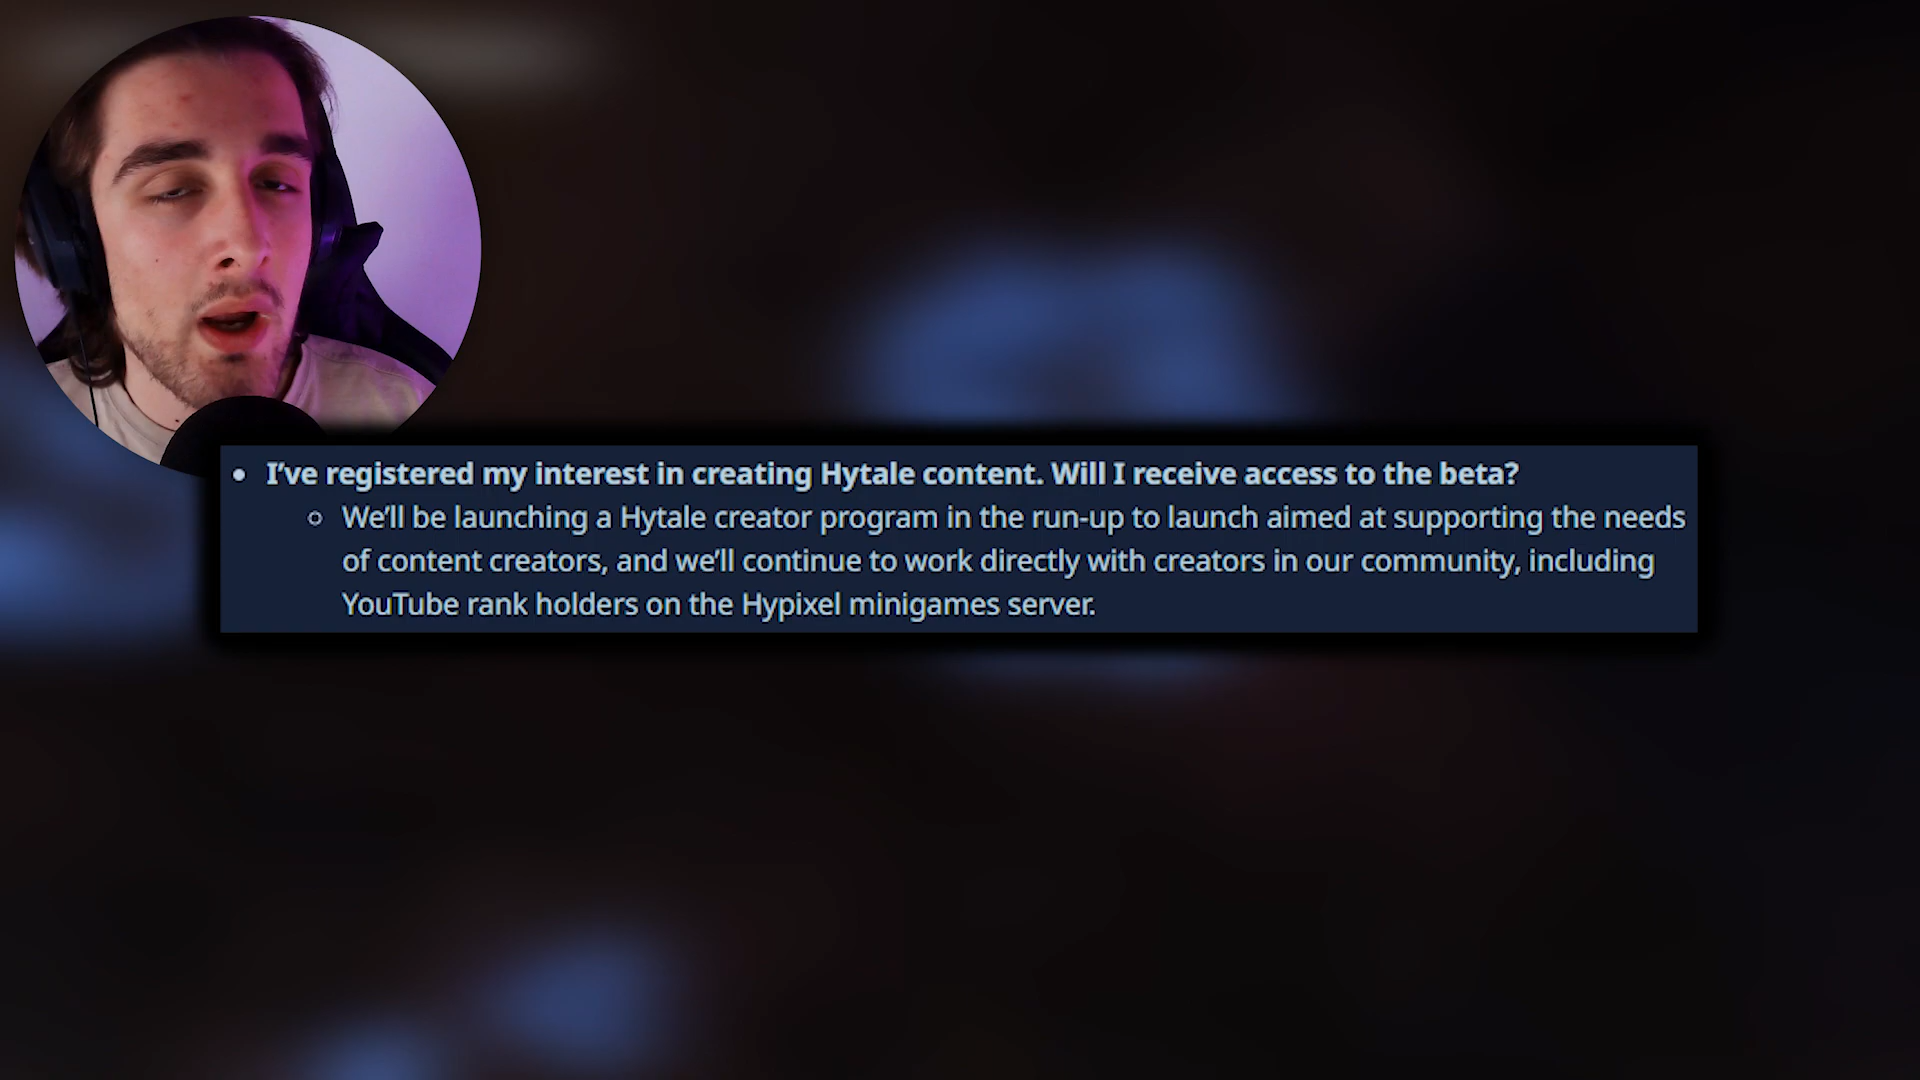 • I’ve registered my interest in creating Hytale content. Will I receive access to the beta?
○ We’ll be launching a Hytale creator program in the run-up to launch aimed at supporting the needs
of content creators, and we’ll continue to work directly with creators in our community, including
YouTube rank holders on the Hypixel minigames server.